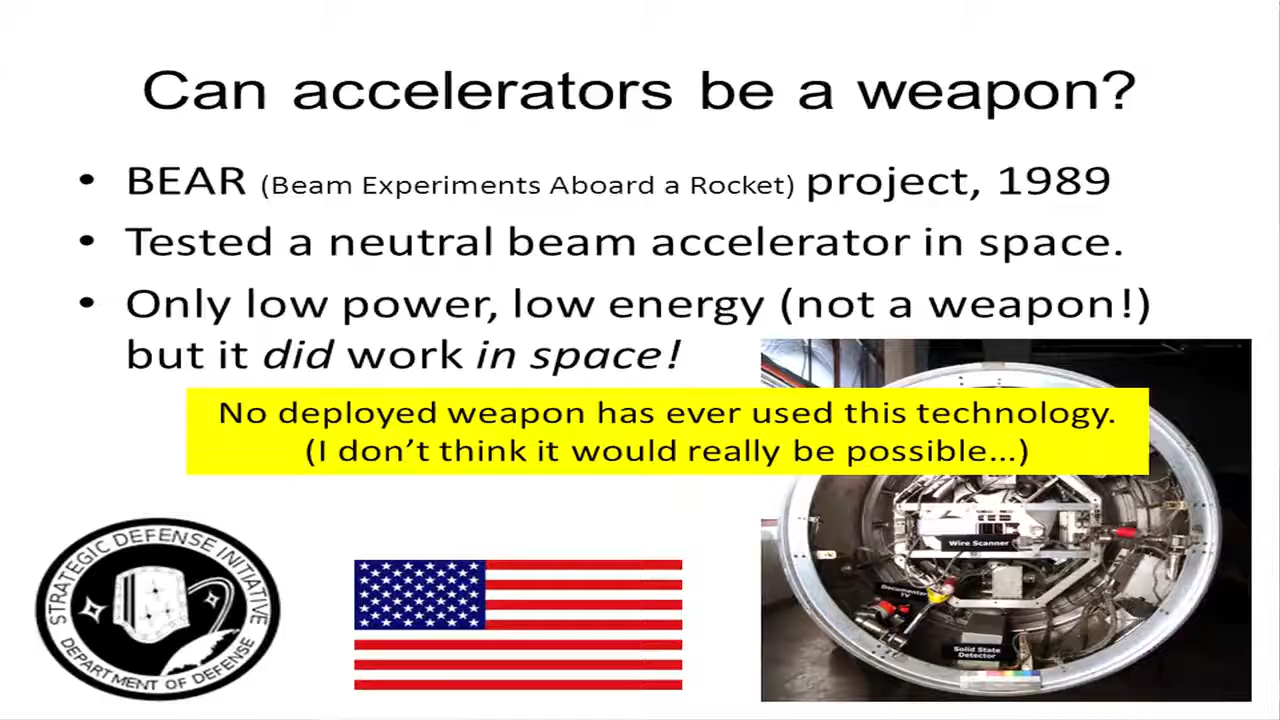 Can accelerators be a weapon?
• BEAR (Beam Experiments Aboard a Rocket) project, 1989
• Tested a neutral beam accelerator in space.
• Only low power, low energy (not a weapon!)
but it did work in space!
No deployed weapon has ever used this technology.
(I don't think it would really be possible...)
STRATEGIC DEFENSE INITIATIVE
DEPARTMENT OF DEFENSE
Wire Scanner
TV
Solid State
Detector